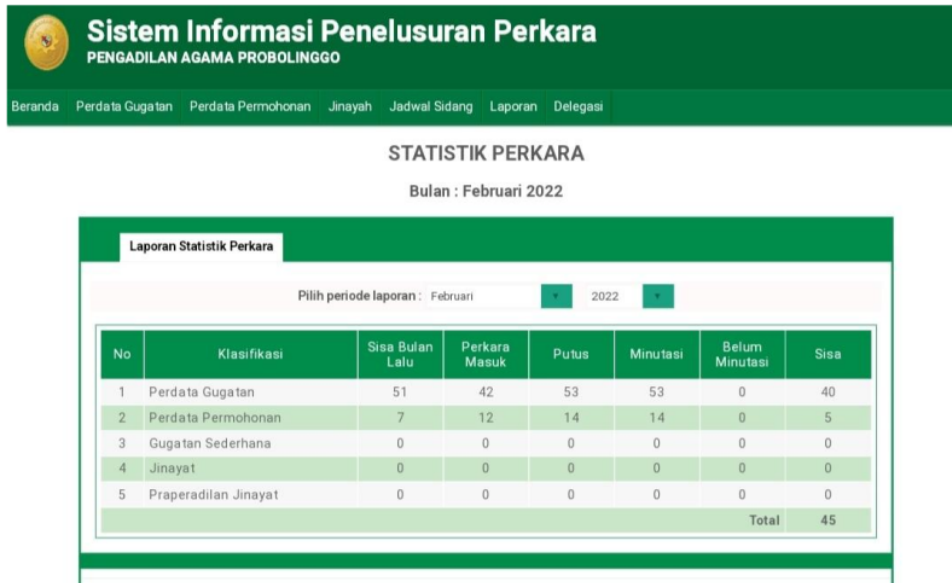 Sistem Informasi Penelusuran Perkara
PENGADILAN AGAMA PROBOLINGGO
Beranda Perdata Gugatan Perdata Permohonan Jinayah Jadwal Sidang Laporan Delegasi
STATISTIK PERKARA
Bulan : Februari 2022
Laporan Statistik Perkara
Pilih periode laporan : Februari 2022
No Klasifikasi Sisa Bulan Lalu Perkara Masuk Putus Minutasi Belum Minutasi Sisa
1 Perdata Gugatan 51 42 53 53 0 40
2 Perdata Permohonan 7 12 14 14 0 5
3 Gugatan Sederhana 0 0 0 0 0 0
4 Jinayat 0 0 0 0 0 0
5 Praperadilan Jinayat 0 0 0 0 0 0
Total 45